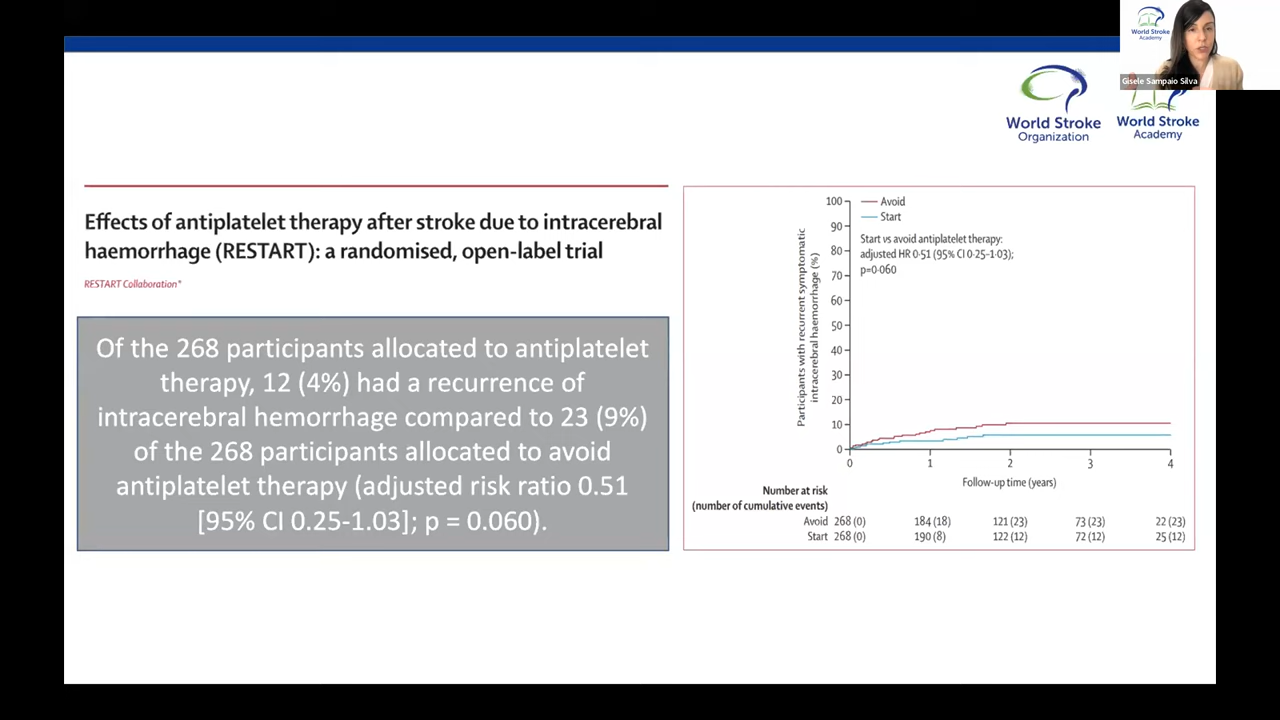 World Stroke
Academy
Gisele Sampaio Silva
World Stroke
Organization
World Stroke
Academy
Effects of antiplatelet therapy after stroke due to intracerebral
haemorrhage (RESTART): a randomised, open-label trial
RESTART Collaboration*
Of the 268 participants allocated to antiplatelet
therapy, 12 (4%) had a recurrence of
intracerebral hemorrhage compared to 23 (9%)
of the 268 participants allocated to avoid
antiplatelet therapy (adjusted risk ratio 0.51
[95% CI 0.25-1.03]; p = 0.060).
Avoid
Start
Start vs avoid antiplatelet therapy:
adjusted HR 0·51 (95% CI 0·25–1·03);
p=0·060
Participants with recurrent symptomatic
intracerebral haemorrhage (%)
100
90
80
70
60
50
40
30
20
10
0
0 1 2 3 4
Follow-up time (years)
Number at risk
(number of cumulative events)
Avoid 268 (0) 184 (18) 121 (23) 73 (23) 22 (23)
Start 268 (0) 190 (8) 122 (12) 72 (12) 25 (12)